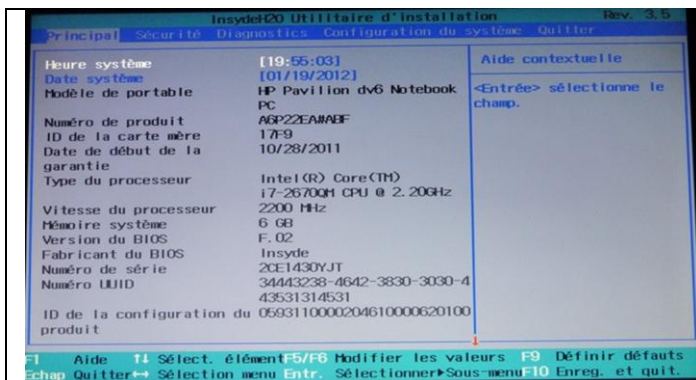 InsydeH20 Utilitaire d'installation Rev. 3.5
Principal Sécurité Diagnostics Configuration du système Quitter
Heure système [19:55:03]
Date système [01/19/2012]
Modèle de portable HP Pavilion dv6 Notebook
PC
Numéro de produit A6P22EA#ABF
ID de la carte mère 17F9
Date de début de la 10/28/2011
garantie
Type du processeur Intel(R) Core(TM)
i7-2670QM CPU @ 2.20GHz
Vitesse du processeur 2200 MHz
Mémoire système 6 GB
Version du BIOS F.02
Fabricant du BIOS Insyde
Numéro de série 2CE1430YJT
Numéro UUID 34443238-4642-3830-3030-4
43531314531
ID de la configuration du 0593110000204610000620100
produit
Aide contextuelle
<Entrée> sélectionne le
champ.
F1 Aide ↑↓ Sélect. élément F5/F6 Modifier les valeurs F9 Définir défauts
Echap Quitter ↔ Sélection menu Entr. Sélectionner▶Sous-menu F10 Enreg. et quit.